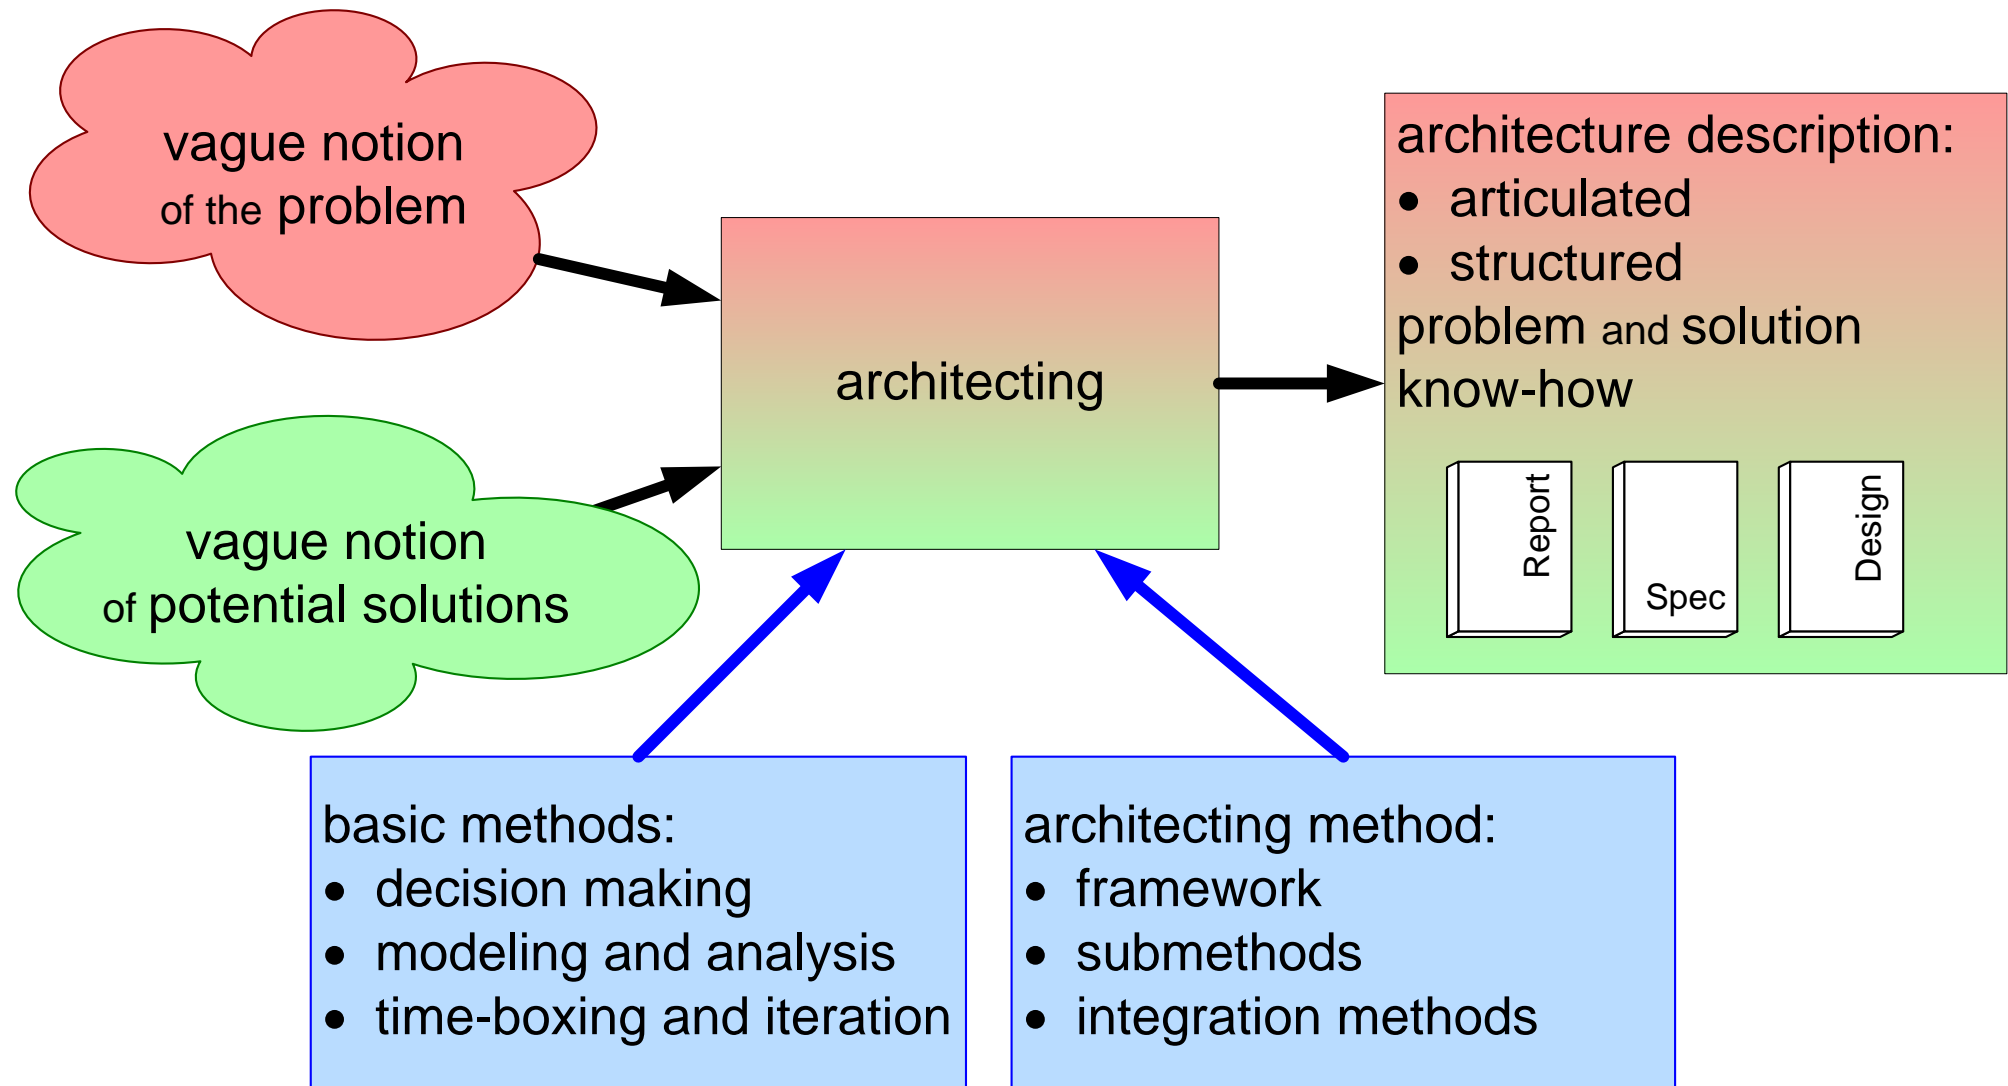 vague notion
of the problem
vague notion
of potential solutions
architecting
architecture description:
• articulated
• structured
problem and solution
know-how
Report
Spec
Design
basic methods:
• decision making
• modeling and analysis
• time-boxing and iteration
architecting method:
• framework
• submethods
• integration methods